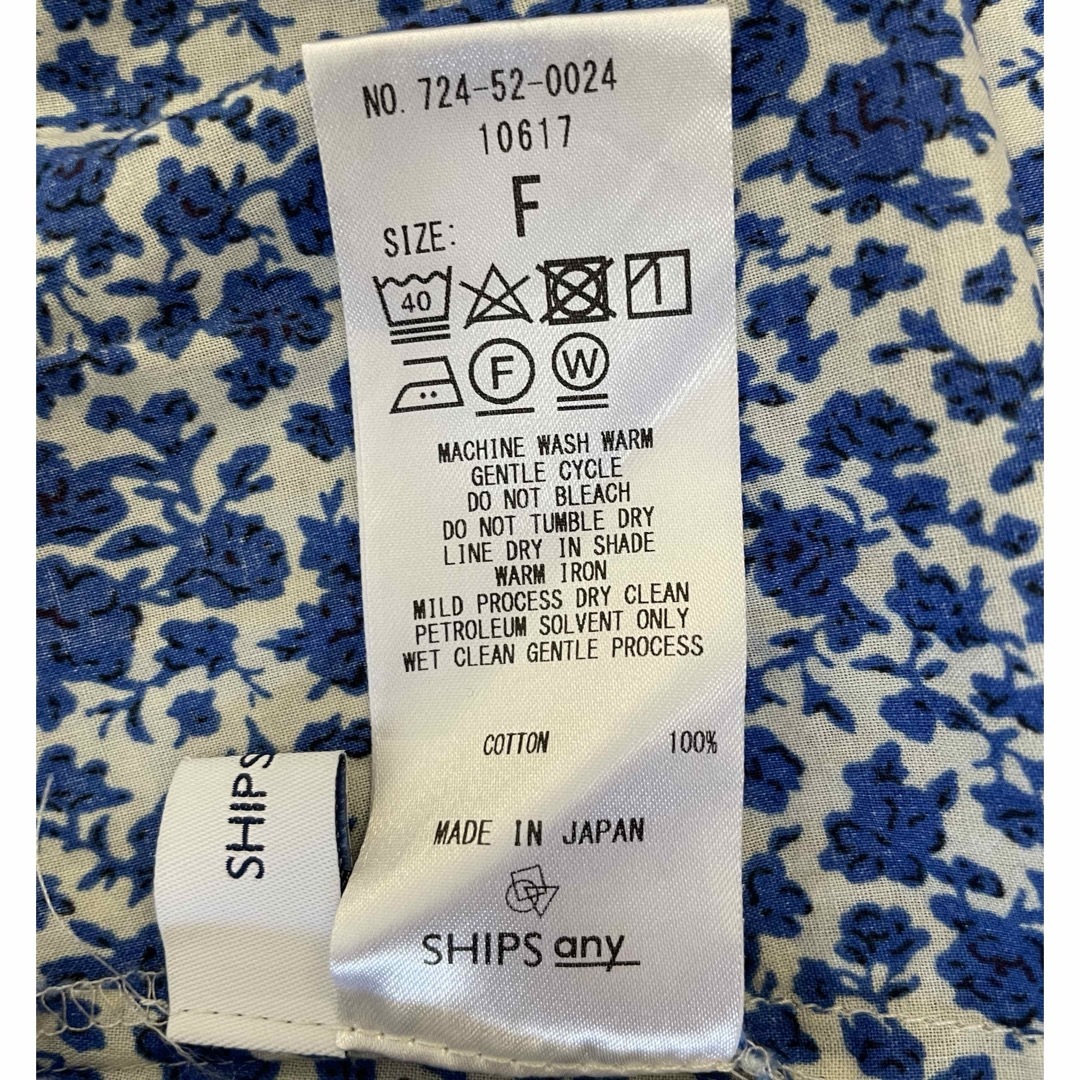 NO. 724-52-0024
10617
SIZE: F
40
F W
MACHINE WASH WARM
GENTLE CYCLE
DO NOT BLEACH
DO NOT TUMBLE DRY
LINE DRY IN SHADE
WARM IRON
MILD PROCESS DRY CLEAN
PETROLEUM SOLVENT ONLY
WET CLEAN GENTLE PROCESS
COTTON 100%
MADE IN JAPAN
SHIPS any
SHIPS